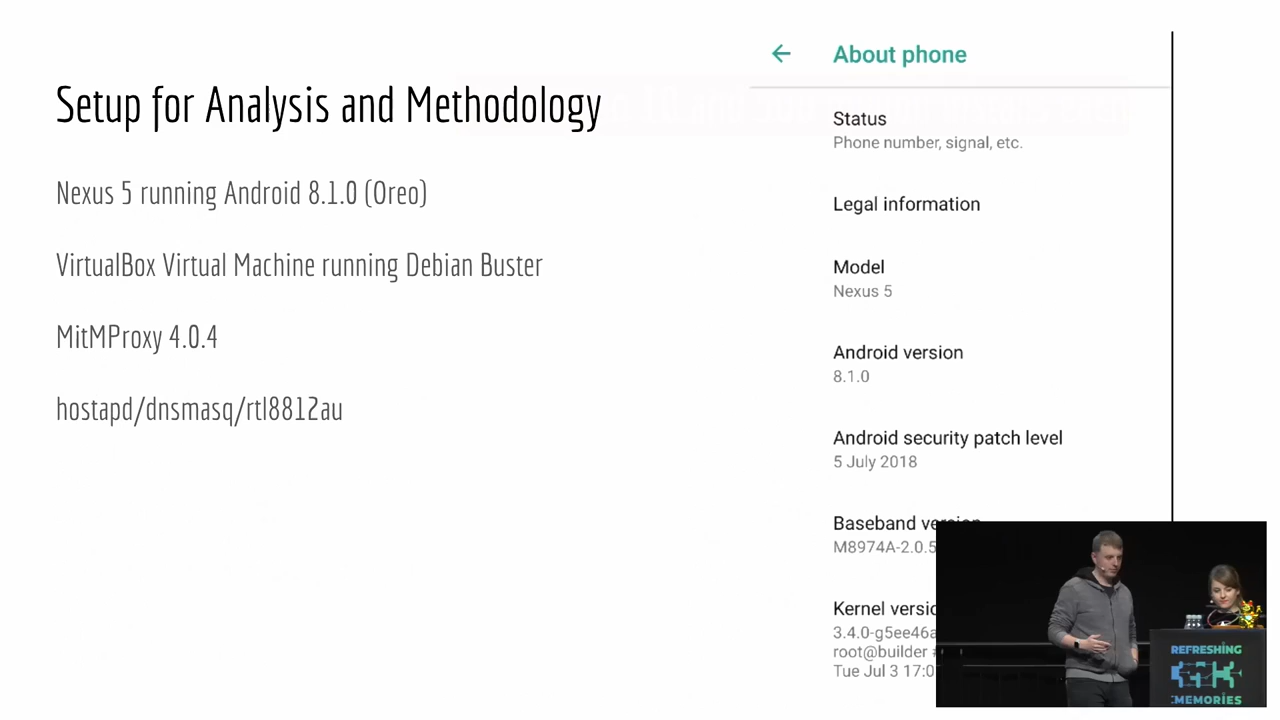 Setup for Analysis and Methodology
Nexus 5 running Android 8.1.0 (Oreo)
VirtualBox Virtual Machine running Debian Buster
MitMProxy 4.0.4
hostapd/dnsmasq/rtl8812au
About phone
Status
Phone number, signal, etc.
Legal information
Model
Nexus 5
Android version
8.1.0
Android security patch level
5 July 2018
Baseband version
M8974A-2.0.5
Kernel versio
3.4.0-g5ee46a
root@builder
Tue Jul 3 17:0
REFRESHING
MEMORIES